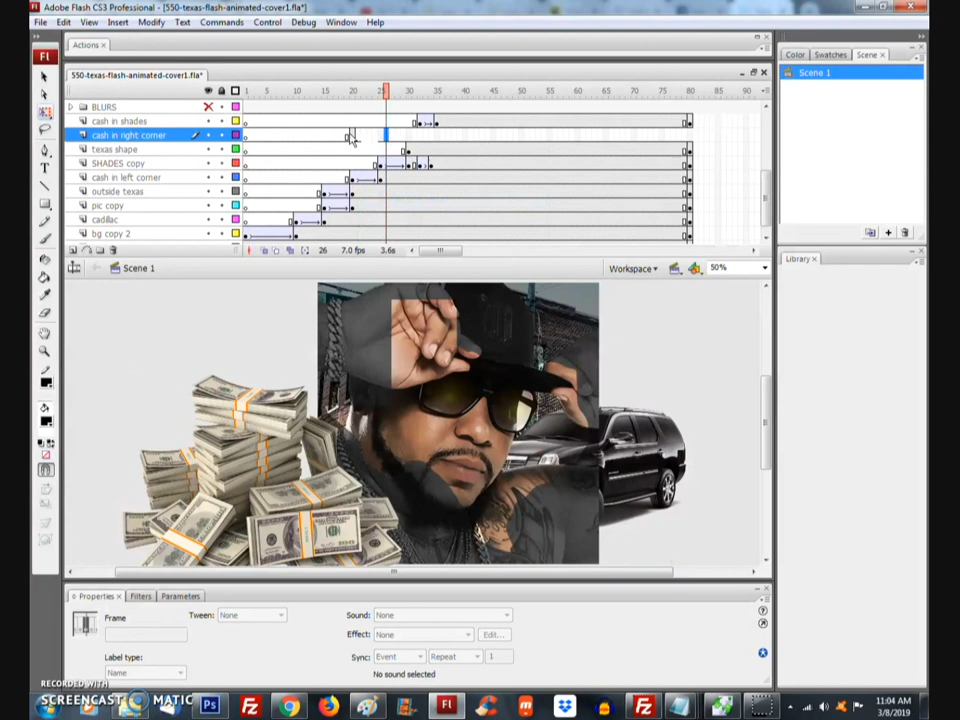 Adobe Flash CS3 Professional - [550-texas-flash-animated-cover1.fla*]
File Edit View Insert Modify Text Commands Control Debug Window Help
Actions ×
Color Swatches Scene ×
Scene 1
550-texas-flash-animated-cover1.fla*
1 5 10 15 20 25 30 35 40 45 50 55 60 65 70 75 80 85 90
BLURS
cash in shades
cash in right corner
texas shape
SHADES copy
cash in left corner
outside texas
pic copy
cadillac
bg copy 2
26 7.0 fps 3.6s
Scene 1 Workspace 50%
Library ×
Properties × Filters Parameters
Frame
Tween: None
Sound: None
Effect: None Edit...
Label type:
Name
Sync: Event Repeat 1
No sound selected
RECORDED WITH
SCREENCAST MATIC
11:04 AM
3/8/2019